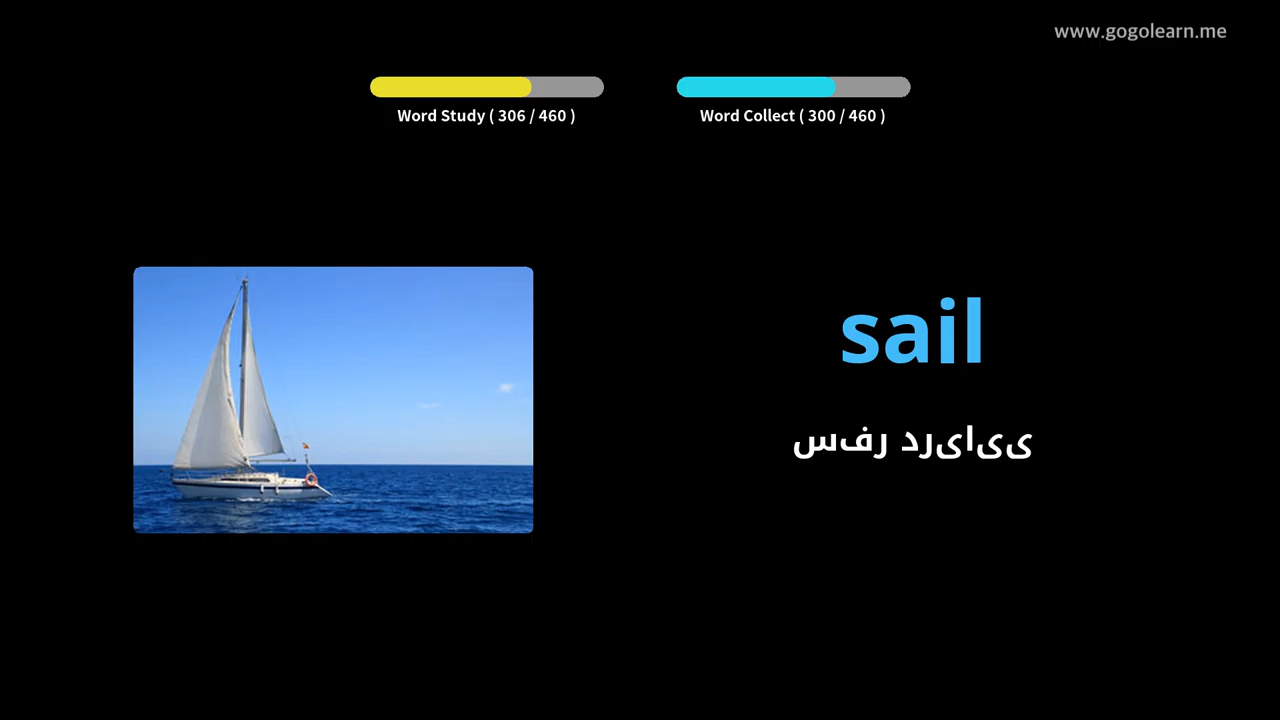 www.gogolearn.me
Word Study ( 306 / 460 )
Word Collect ( 300 / 460 )
sail
سفر دریایی